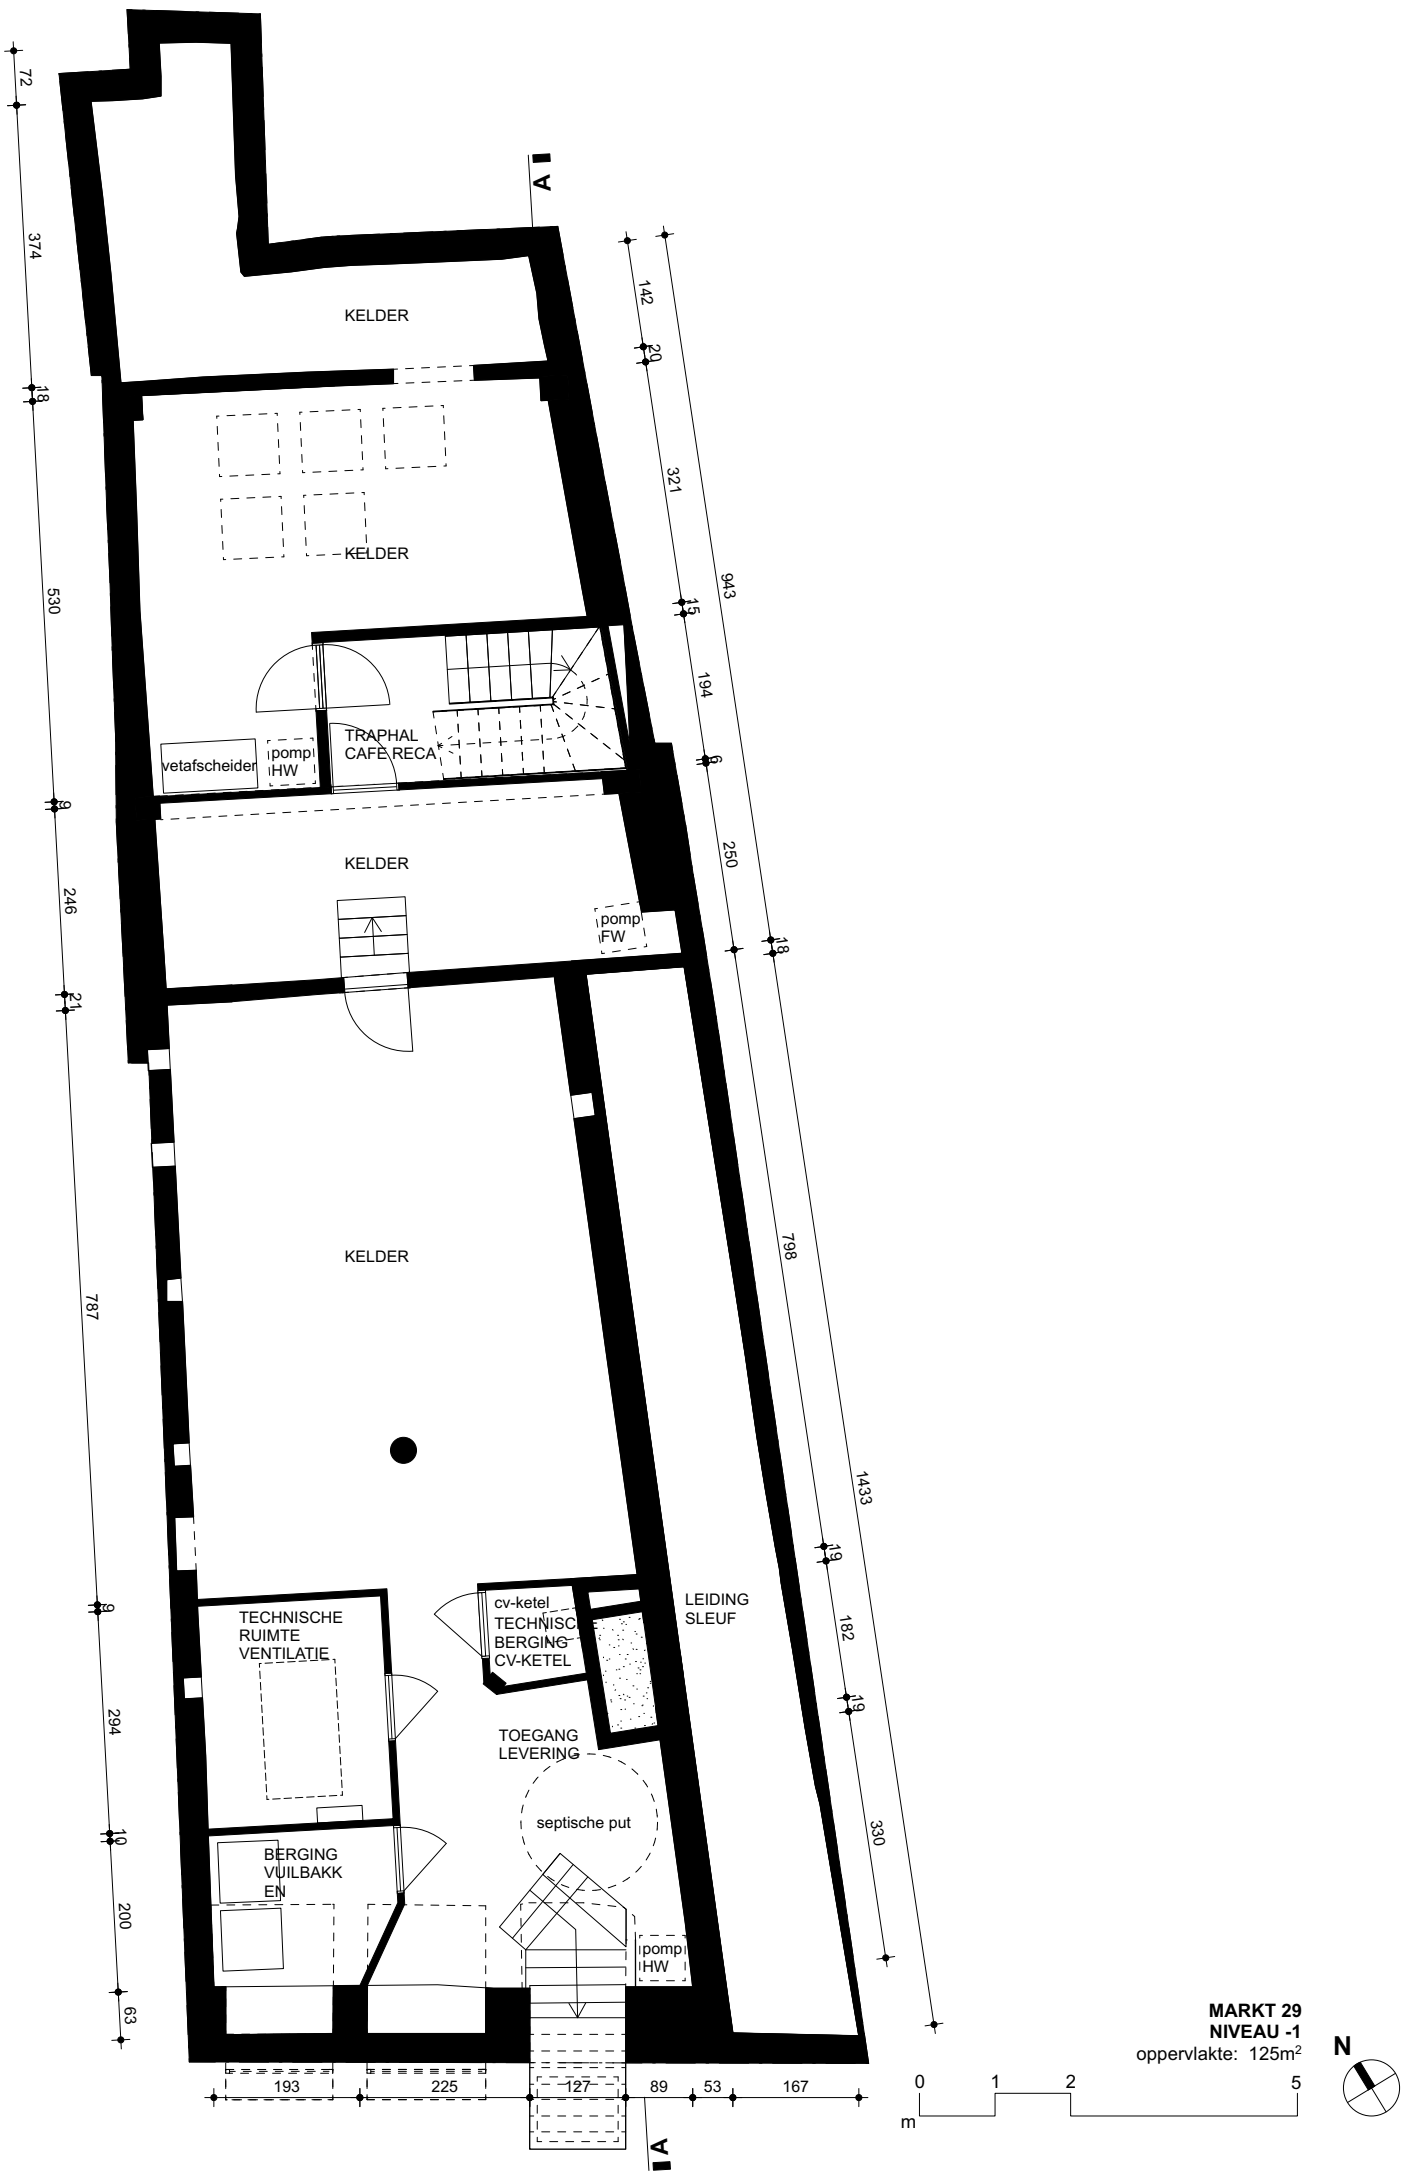 72
374
18
530
9
246
21
787
9
294
10
200
63
A
142
20
321
15
194
6
250
798
19
182
19
330
943
18
1433
KELDER
KELDER
TRAPHAL
CAFE RECA
vetafscheider
pomp
HW
KELDER
pomp
FW
KELDER
cv-ketel
TECHNISCHE
BERGING
CV-KETEL
LEIDING
SLEUF
TECHNISCHE
RUIMTE
VENTILATIE
TOEGANG
LEVERING
septische put
BERGING
VUILBAKK
EN
pomp
HW
193
225
127
89
53
167
A
MARKT 29
NIVEAU -1
oppervlakte: 125m²
N
0 1 2 5
m